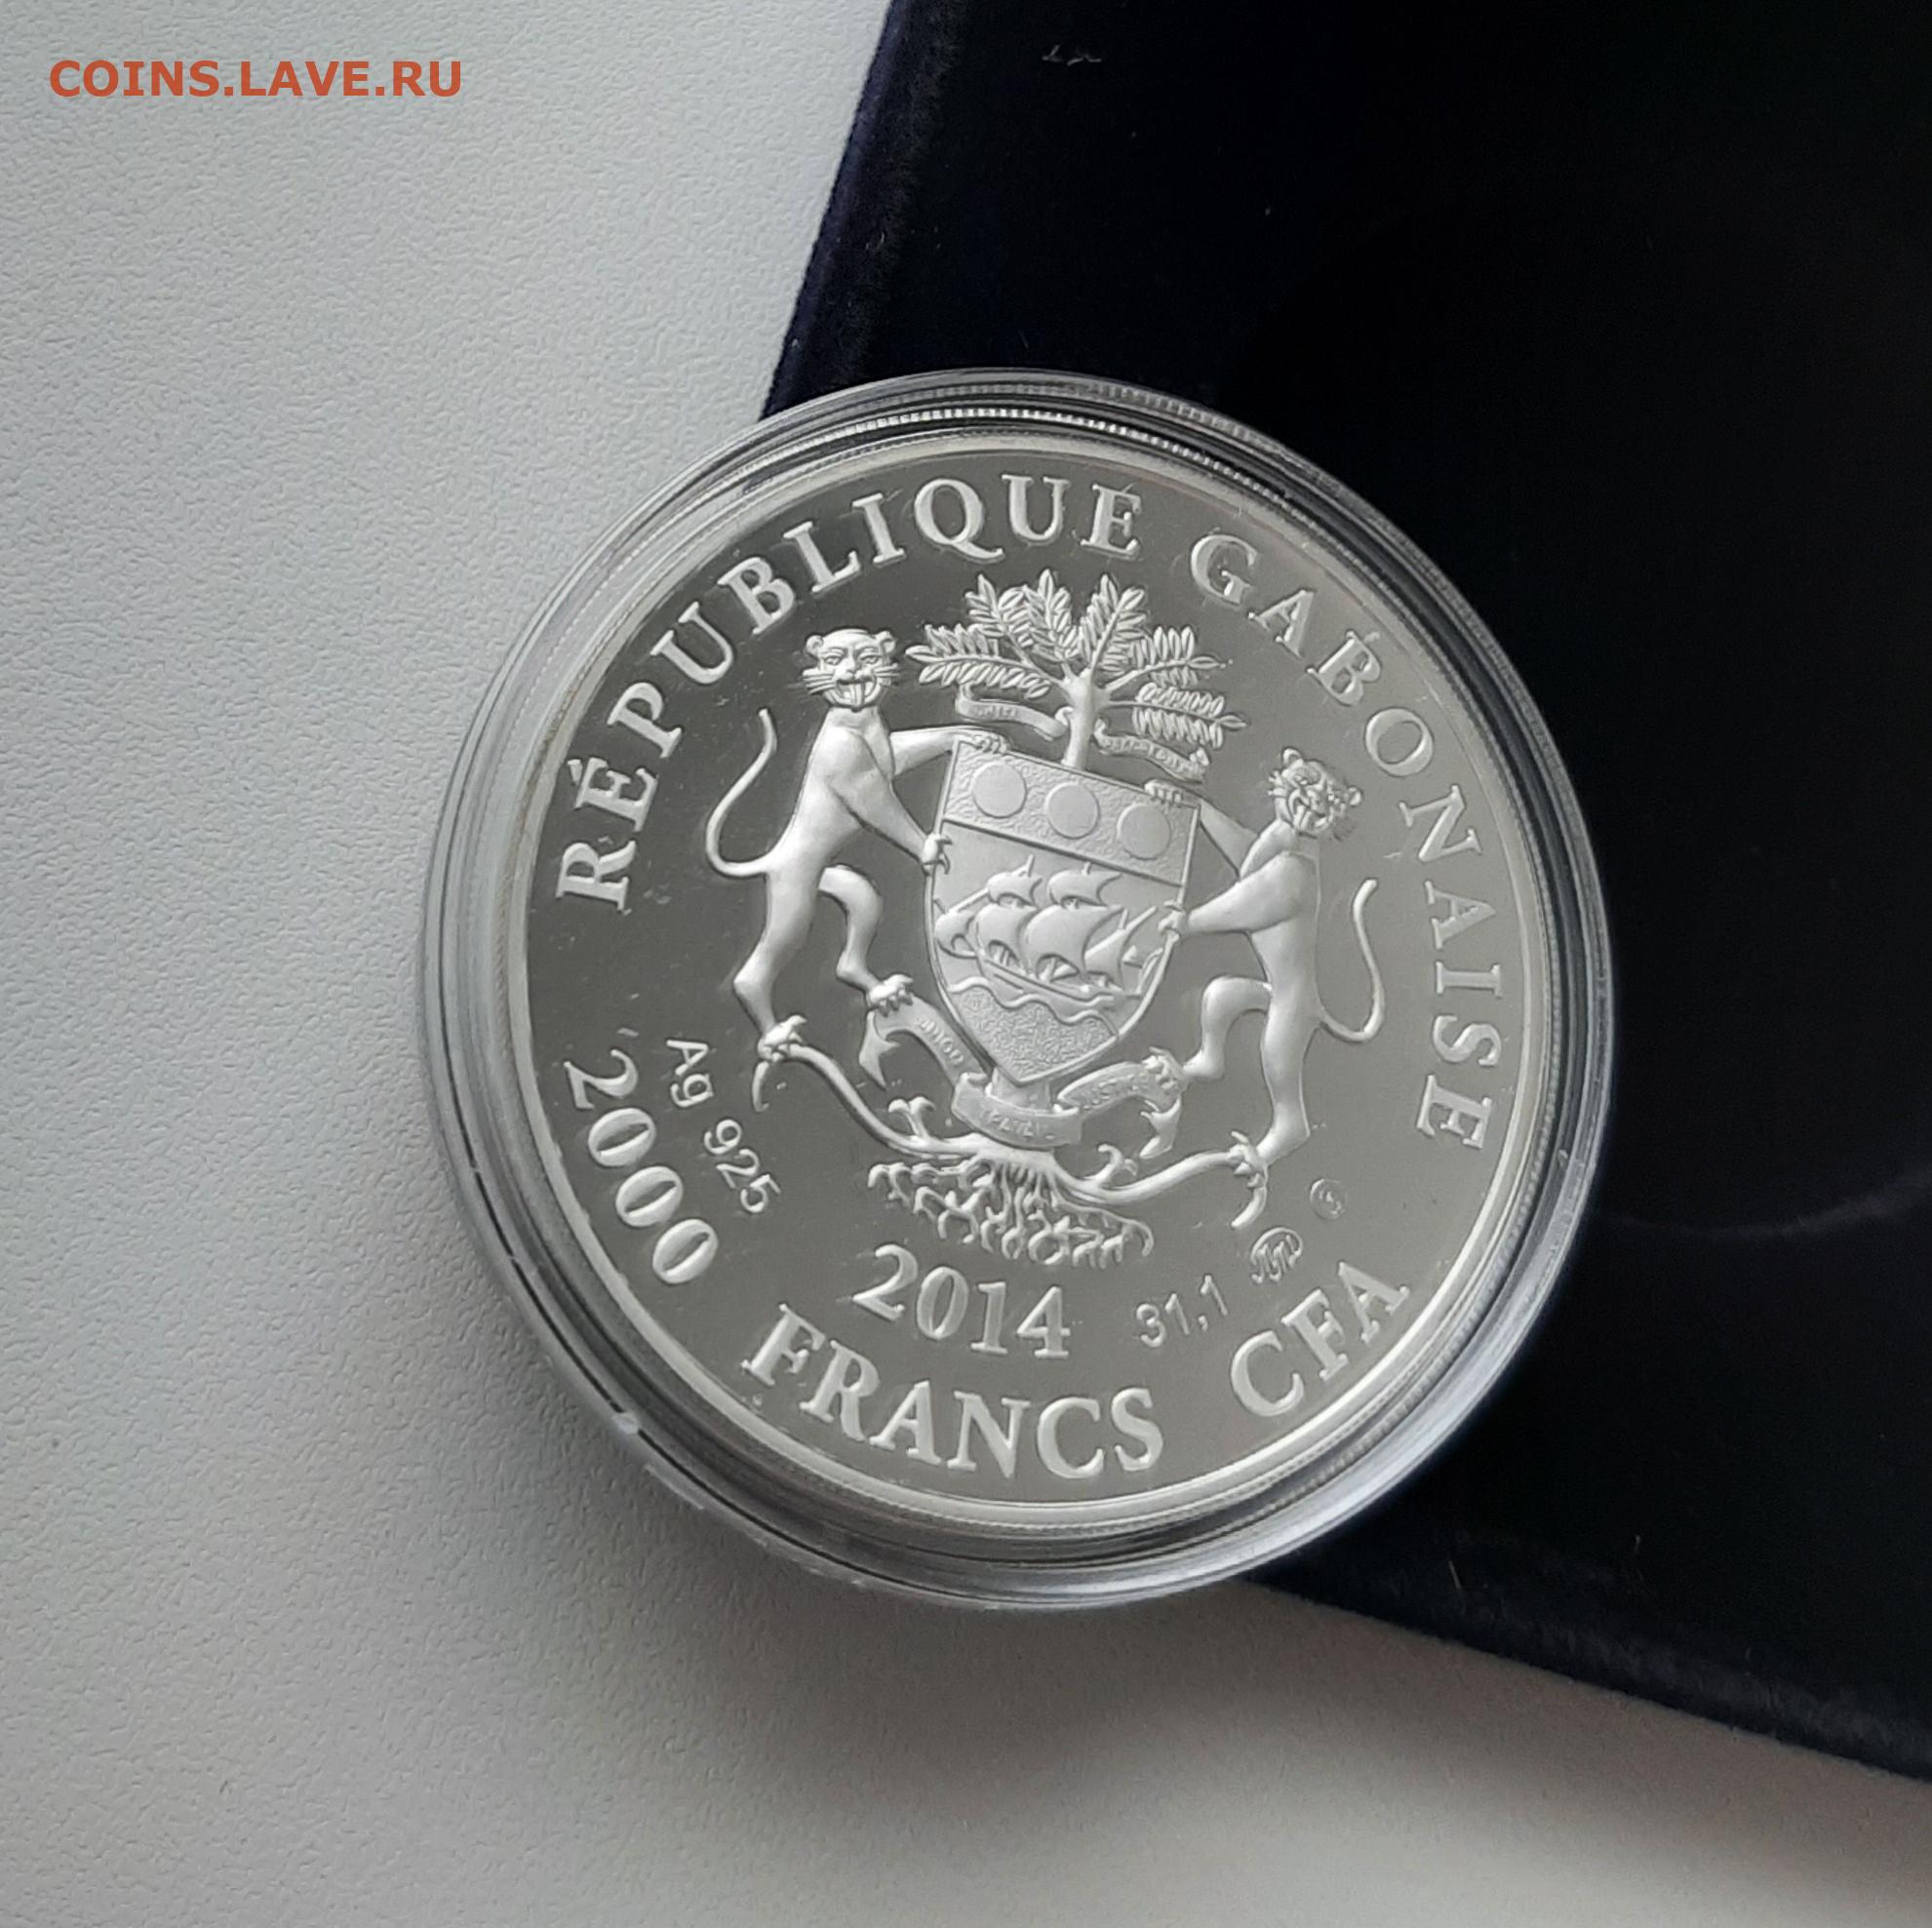 COINS.LAVE.RU
RÉPUBLIQUE GABONAISE
Ag 925
2014
31,1
2000 FRANCS CFA